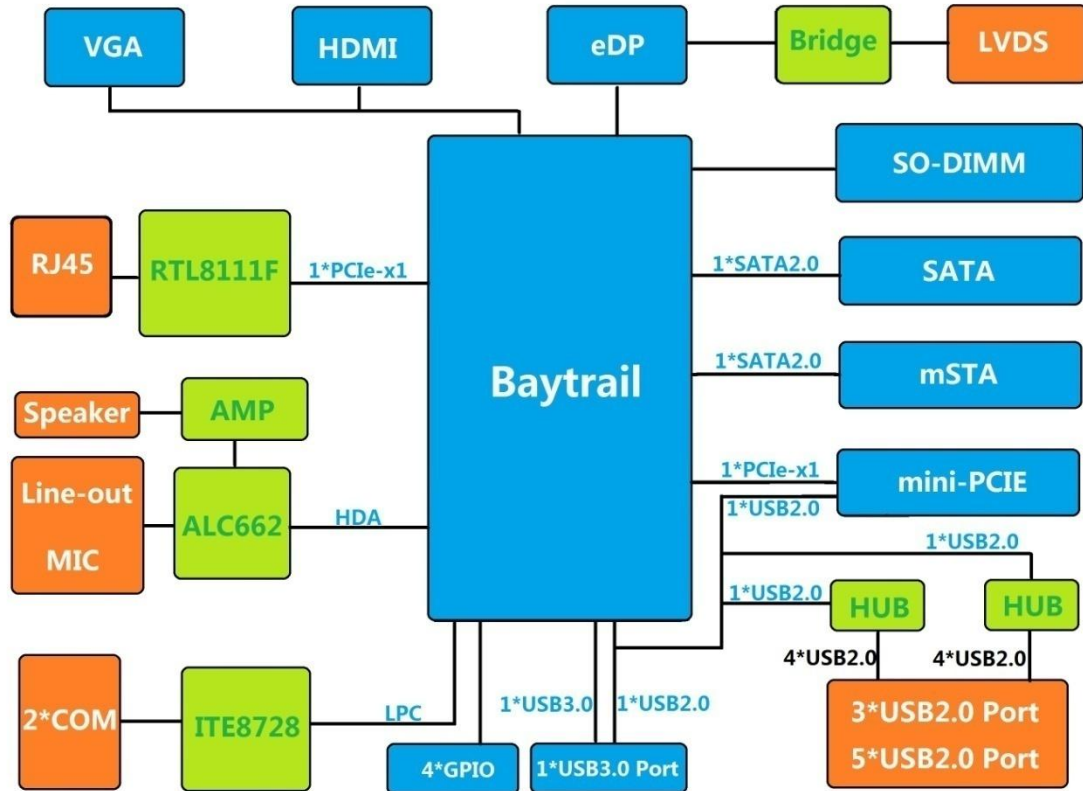 VGA
HDMI
eDP
Bridge
LVDS
SO-DIMM
RJ45
RTL8111F
1*PCIe-x1
1*SATA2.0
SATA
Baytrail
1*SATA2.0
mSTA
Speaker
AMP
1*PCIe-x1
mini-PCIE
1*USB2.0
Line-out
MIC
ALC662
HDA
1*USB2.0
1*USB2.0
HUB
HUB
4*USB2.0
4*USB2.0
2*COM
ITE8728
LPC
1*USB3.0
1*USB2.0
3*USB2.0 Port
5*USB2.0 Port
4*GPIO
1*USB3.0 Port